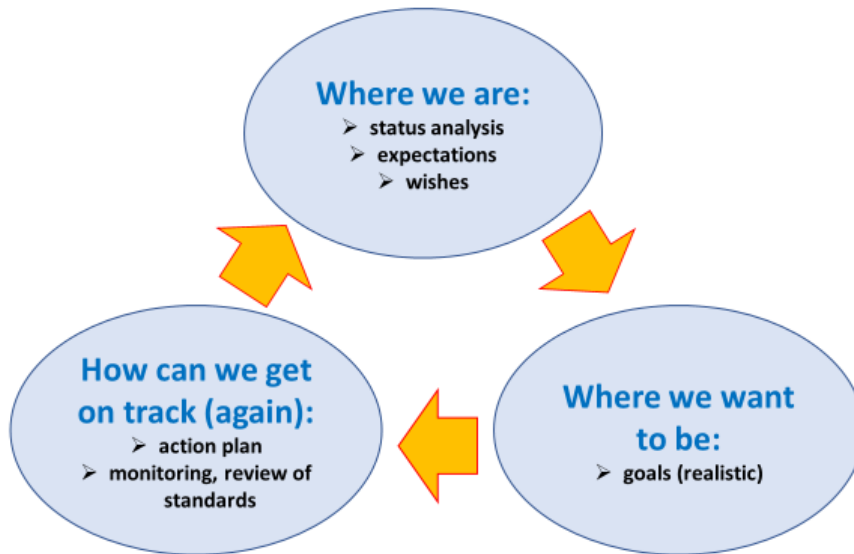 Where we are:
➢ status analysis
➢ expectations
➢ wishes
How can we get
on track (again):
➢ action plan
➢ monitoring, review of
standards
Where we want
to be:
➢ goals (realistic)